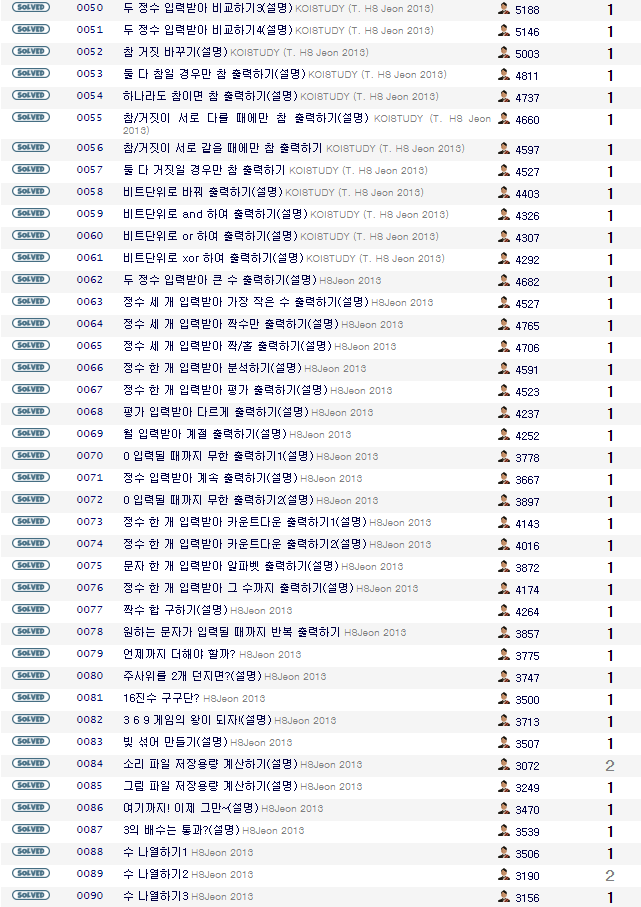 SOLVED 0050 두 정수 입력받아 비교하기3(설명) KOI8TUDY (T. H8 Jeon 2013) 5188 1
SOLVED 0051 두 정수 입력받아 비교하기4(설명) KOI8TUDY (T. H8 Jeon 2013) 5146 1
SOLVED 0052 참 거짓 바꾸기(설명) KOI8TUDY (T. H8 Jeon 2013) 5003 1
SOLVED 0053 둘 다 참일 경우만 참 출력하기(설명) KOI8TUDY (T. H8 Jeon 2013) 4811 1
SOLVED 0054 하나라도 참이면 참 출력하기(설명) KOI8TUDY (T. H8 Jeon 2013) 4737 1
SOLVED 0055 참/거짓이 서로 다를 때에만 참 출력하기(설명) KOI8TUDY (T. H8 Jeon 4660 1
2013)
SOLVED 0056 참/거짓이 서로 같을 때에만 참 출력하기 KOI8TUDY (T. H8 Jeon 2013) 4597 1
SOLVED 0057 둘 다 거짓일 경우만 참 출력하기 KOI8TUDY (T. H8 Jeon 2013) 4527 1
SOLVED 0058 비트단위로 바꿔 출력하기(설명) KOI8TUDY (T. H8 Jeon 2013) 4403 1
SOLVED 0059 비트단위로 and 하여 출력하기(설명) KOI8TUDY (T. H8 Jeon 2013) 4326 1
SOLVED 0060 비트단위로 or 하여 출력하기(설명) KOI8TUDY (T. H8 Jeon 2013) 4307 1
SOLVED 0061 비트단위로 xor 하여 출력하기(설명) KOI8TUDY (T. H8 Jeon 2013) 4292 1
SOLVED 0062 두 정수 입력받아 큰 수 출력하기(설명) H8Jeon 2013 4682 1
SOLVED 0063 정수 세 개 입력받아 가장 작은 수 출력하기(설명) H8Jeon 2013 4527 1
SOLVED 0064 정수 세 개 입력받아 짝수만 출력하기(설명) H8Jeon 2013 4765 1
SOLVED 0065 정수 세 개 입력받아 짝/홀 출력하기(설명) H8Jeon 2013 4706 1
SOLVED 0066 정수 한 개 입력받아 분석하기(설명) H8Jeon 2013 4591 1
SOLVED 0067 정수 한 개 입력받아 평가 출력하기(설명) H8Jeon 2013 4523 1
SOLVED 0068 평가 입력받아 다르게 출력하기(설명) H8Jeon 2013 4237 1
SOLVED 0069 월 입력받아 계절 출력하기(설명) H8Jeon 2013 4252 1
SOLVED 0070 0 입력될 때까지 무한 출력하기1(설명) H8Jeon 2013 3778 1
SOLVED 0071 정수 입력받아 계속 출력하기(설명) H8Jeon 2013 3667 1
SOLVED 0072 0 입력될 때까지 무한 출력하기2(설명) H8Jeon 2013 3897 1
SOLVED 0073 정수 한 개 입력받아 카운트다운 출력하기1(설명) H8Jeon 2013 4143 1
SOLVED 0074 정수 한 개 입력받아 카운트다운 출력하기2(설명) H8Jeon 2013 4016 1
SOLVED 0075 문자 한 개 입력받아 알파벳 출력하기(설명) H8Jeon 2013 3872 1
SOLVED 0076 정수 한 개 입력받아 그 수까지 출력하기(설명) H8Jeon 2013 4174 1
SOLVED 0077 짝수 합 구하기(설명) H8Jeon 2013 4264 1
SOLVED 0078 원하는 문자가 입력될 때까지 반복 출력하기 H8Jeon 2013 3857 1
SOLVED 0079 언제까지 더해야 할까? H8Jeon 2013 3775 1
SOLVED 0080 주사위를 2개 던지면?(설명) H8Jeon 2013 3747 1
SOLVED 0081 16진수 구구단? H8Jeon 2013 3500 1
SOLVED 0082 3 6 9 게임의 왕이 되자!(설명) H8Jeon 2013 3713 1
SOLVED 0083 빛 섞어 만들기(설명) H8Jeon 2013 3507 1
SOLVED 0084 소리 파일 저장용량 계산하기(설명) H8Jeon 2013 3072 2
SOLVED 0085 그림 파일 저장용량 계산하기(설명) H8Jeon 2013 3249 1
SOLVED 0086 여기까지! 이제 그만~(설명) H8Jeon 2013 3470 1
SOLVED 0087 3의 배수는 통과?(설명) H8Jeon 2013 3539 1
SOLVED 0088 수 나열하기1 H8Jeon 2013 3506 1
SOLVED 0089 수 나열하기2 H8Jeon 2013 3190 2
SOLVED 0090 수 나열하기3 H8Jeon 2013 3156 1